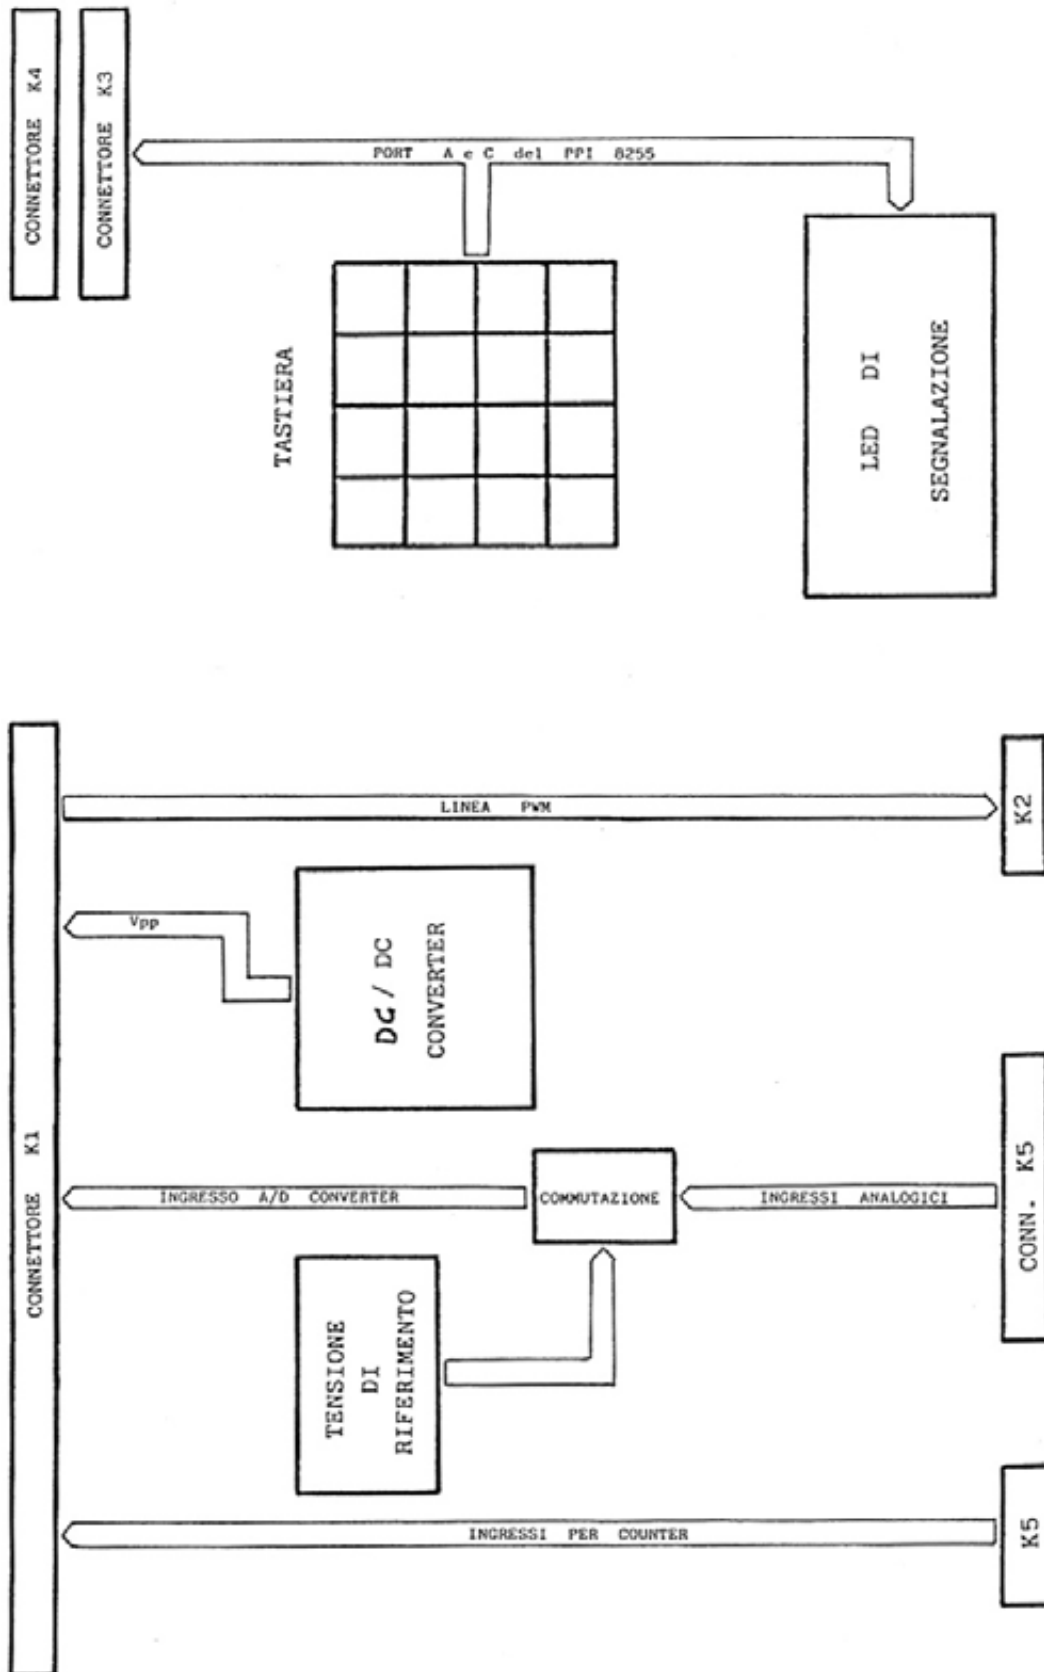 CONNETTORE K4
CONNETTORE K3
PORT A e C del PPI 8255
TASTIERA
LED DI
SEGNALAZIONE
CONNETTORE K1
LINEA PWM
K2
Vpp
DC / DC
CONVERTER
INGRESSO A/D CONVERTER
COMMUTAZIONE
INGRESSI ANALOGICI
CONN. K5
TENSIONE
DI
RIFERIMENTO
INGRESSI PER COUNTER
K5